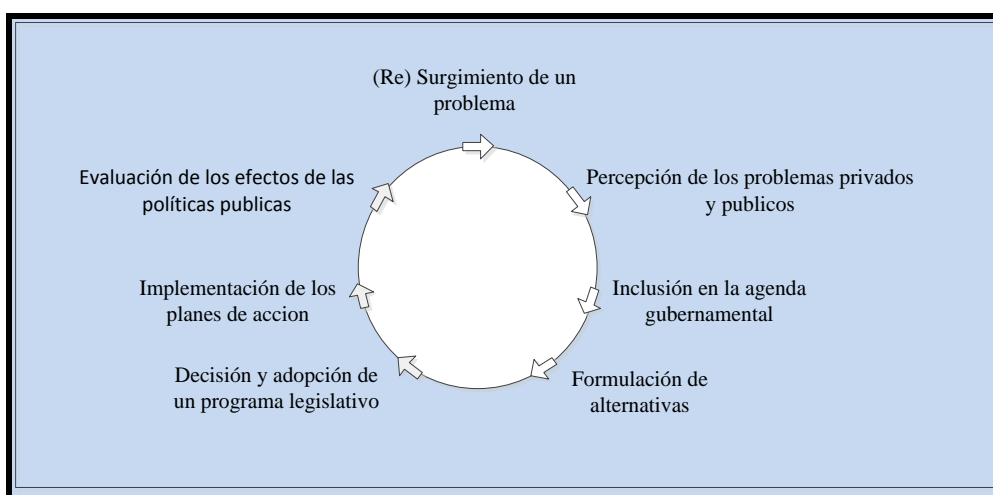 (Re) Surgimiento de un
problema
Percepción de los problemas privados
y publicos
Inclusión en la agenda
gubernamental
Formulación de
alternativas
Decisión y adopción de
un programa legislativo
Implementación de los
planes de accion
Evaluación de los efectos de las
políticas publicas